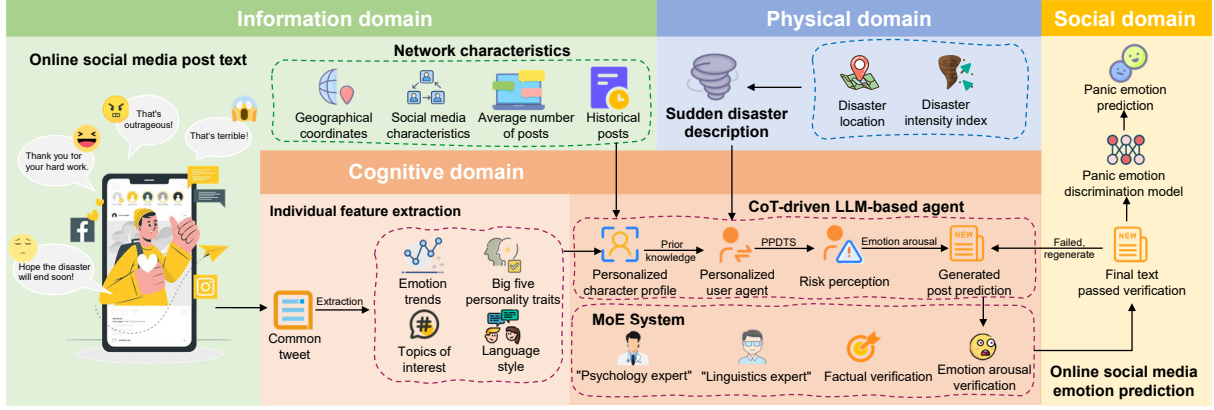 Information domain
Physical domain
Social domain
Online social media post text
That's
outrageous!
That's terrible!
Thank you for
your hard work.
Hope the disaster
will end soon!
Network characteristics
Geographical
coordinates
Social media
characteristics
Average number
of posts
Historical
posts
Sudden disaster
description
Disaster
location
Disaster
intensity index
Cognitive domain
Individual feature extraction
Common
tweet
Extraction
Emotion
trends
Big five
personality traits
Topics of
interest
Language
style
CoT-driven LLM-based agent
Personalized
character profile
Prior
knowledge
Personalized
user agent
PPDTS
Risk perception
Emotion arousal
NEW
Generated
post prediction
MoE System
"Psychology expert"
"Linguistics expert"
Factual verification
Emotion arousal
verification
Panic emotion
prediction
Panic emotion
discrimination model
Failed,
regenerate
NEW
Final text
passed verification
Online social media
emotion prediction